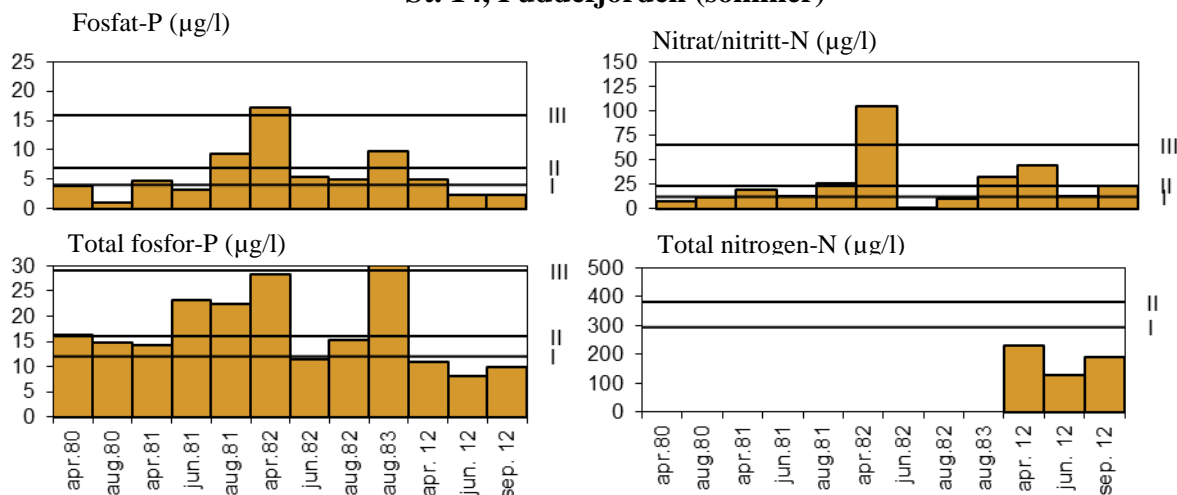 St. 14, Puddefjorden (sommer)
Fosfat-P (µg/l)
25
20
15
10
5
0
III
II
I
Nitrat/nitritt-N (µg/l)
150
125
100
75
50
25
0
III
II
I
Total fosfor-P (µg/l)
30
25
20
15
10
5
0
III
II
I
apr.80
aug.80
apr.81
jun.81
aug.81
apr.82
jun.82
aug.82
aug.83
apr. 12
jun. 12
sep. 12
Total nitrogen-N (µg/l)
500
400
300
200
100
0
II
I
apr.80
aug.80
apr.81
jun.81
aug.81
apr.82
jun.82
aug.82
aug.83
apr. 12
jun. 12
sep. 12